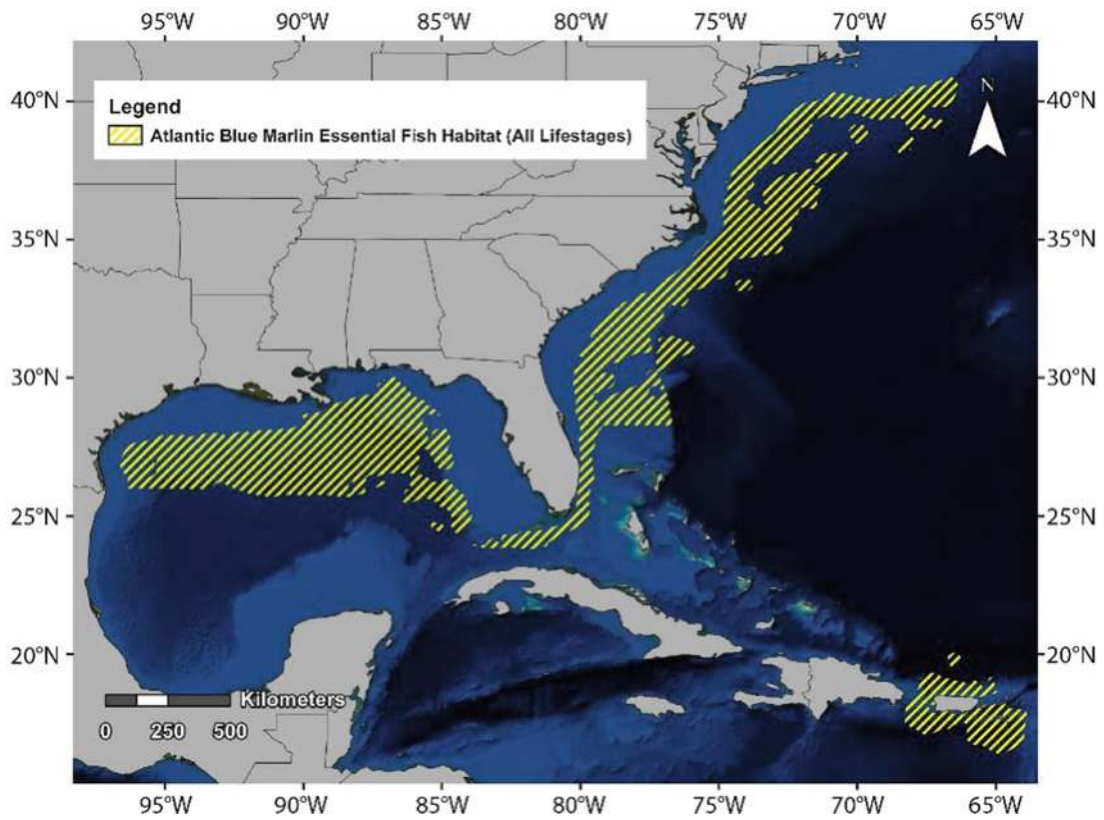 95°W 90°W 85°W 80°W 75°W 70°W 65°W
Legend
Atlantic Blue Marlin Essential Fish Habitat (All Lifestages)
N
40°N 40°N
35°N 35°N
30°N 30°N
25°N 25°N
20°N 20°N
Kilometers
0 250 500
95°W 90°W 85°W 80°W 75°W 70°W 65°W